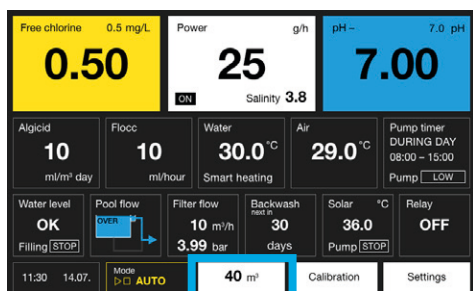 Free chlorine 0.5 mg/L
0.50
Power g/h
25
ON Salinity 3.8
pH – 7.0 pH
7.00
Algicid
10
ml/m³ day
Flocc
10
ml/hour
Water
30.0 °C
Smart heating
Air
29.0 °C
Pump timer
DURING DAY
08:00 – 15:00
Pump LOW
Water level
OK
Filling STOP
Pool flow
OVER
Filter flow
10 m³/h
3.99 bar
Backwash
next in
30
days
Solar °C
36.0
Pump STOP
Relay
OFF
11:30 14.07.
Mode
AUTO
40 m³
Calibration
Settings